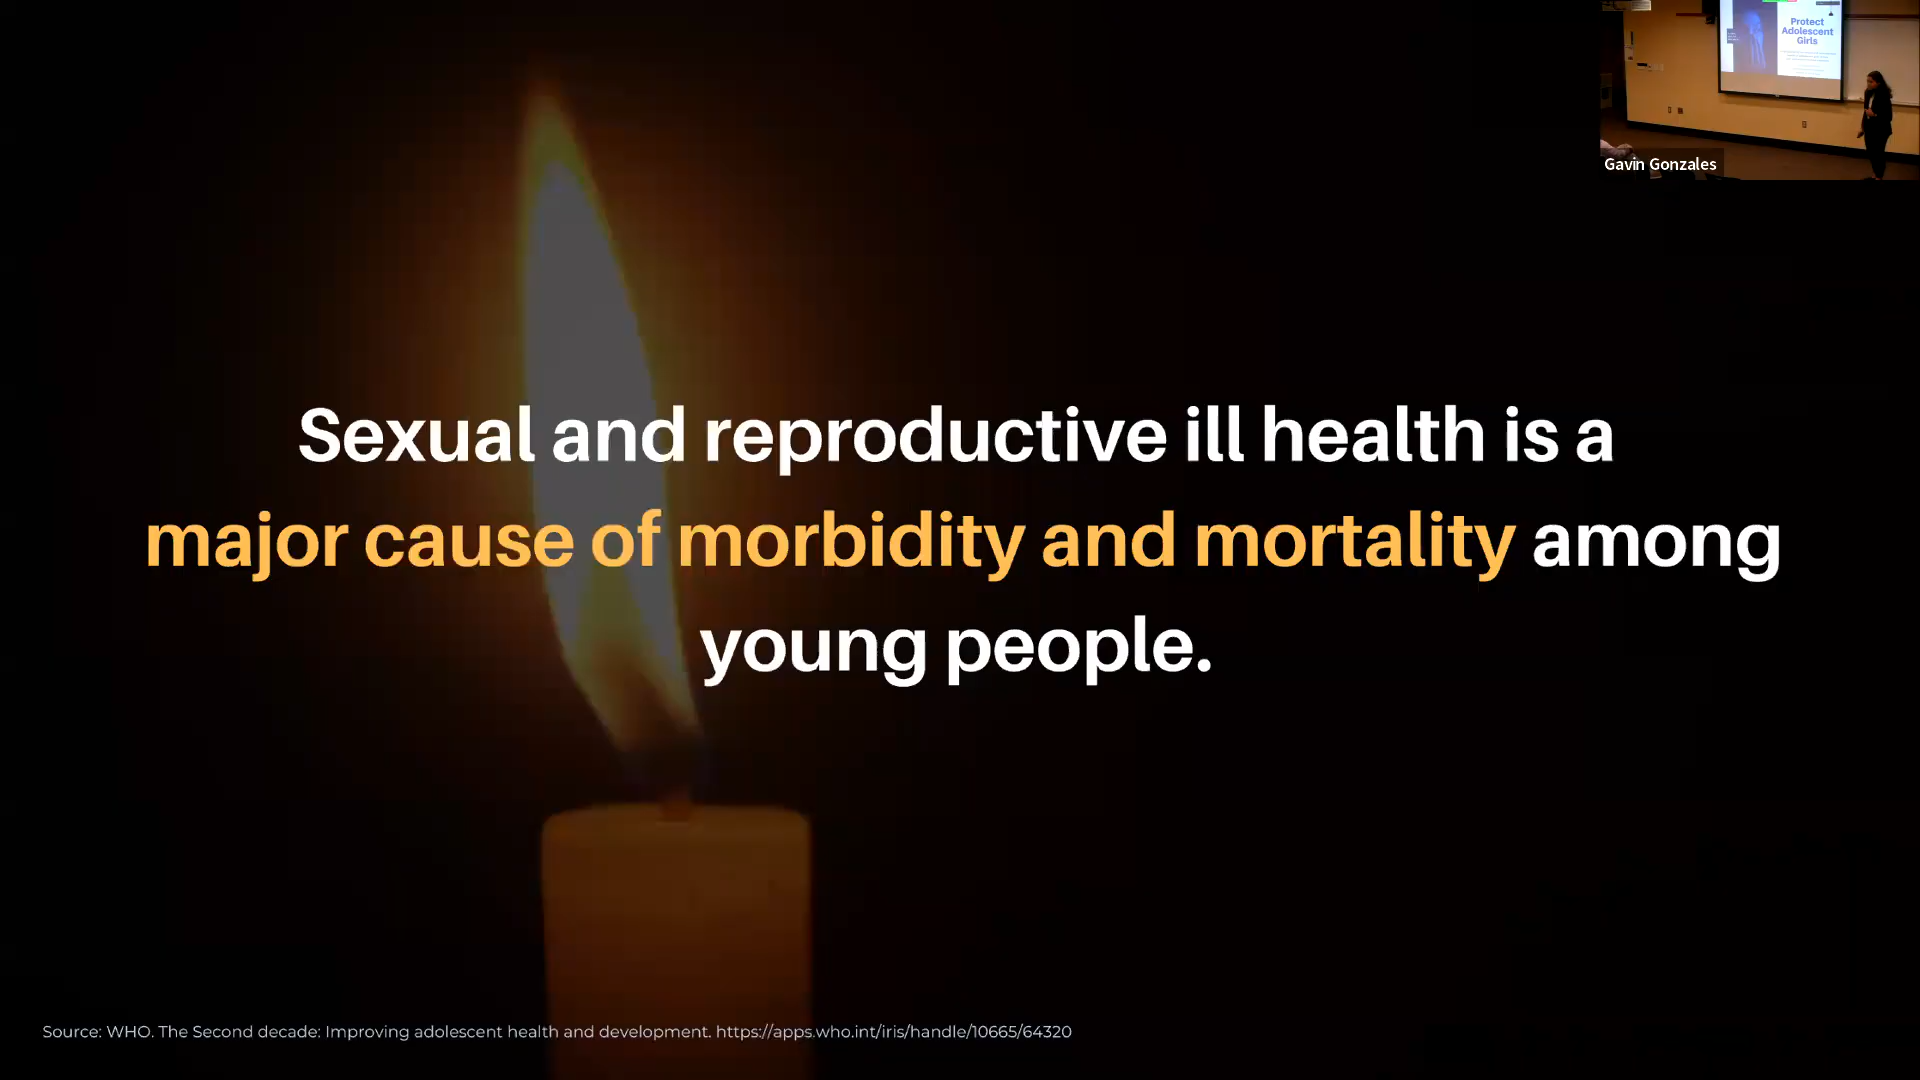 Protect
Adolescent
Girls
Gavin Gonzales
Sexual and reproductive ill health is a
major cause of morbidity and mortality among
young people.
Source: WHO. The Second decade: Improving adolescent health and development. https://apps.who.int/iris/handle/10665/64320